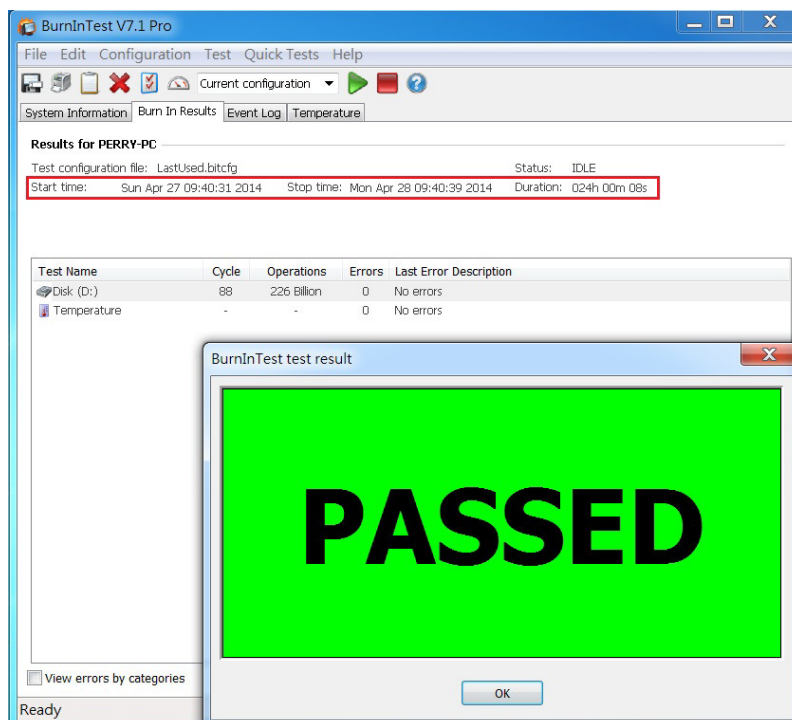 BurnInTest V7.1 Pro
File Edit Configuration Test Quick Tests Help
Current configuration
System Information Burn In Results Event Log Temperature
Results for PERRY-PC
Test configuration file: LastUsed.bitcfg Status: IDLE
Start time: Sun Apr 27 09:40:31 2014 Stop time: Mon Apr 28 09:40:39 2014 Duration: 024h 00m 08s
Test Name Cycle Operations Errors Last Error Description
Disk (D:) 88 226 Billion 0 No errors
Temperature - - 0 No errors
BurnInTest test result
PASSED
OK
View errors by categories
Ready